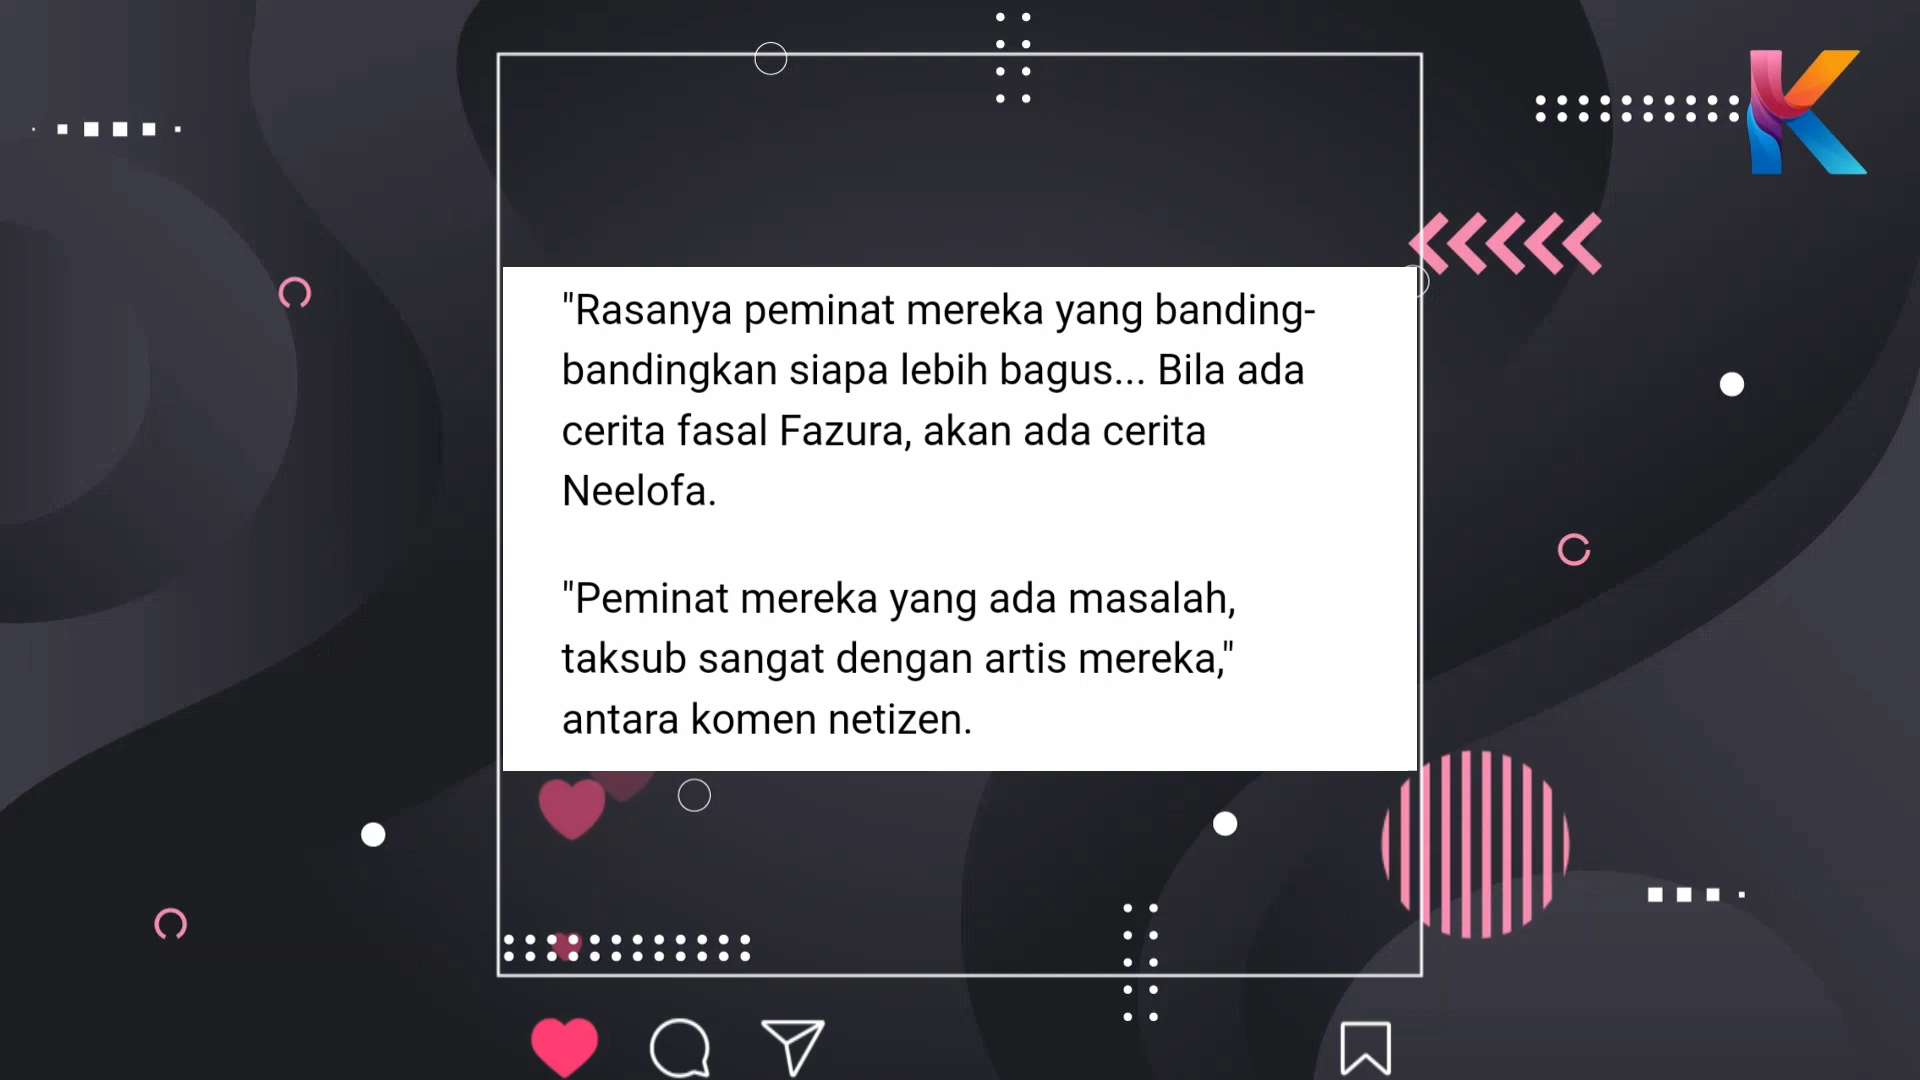 "Rasanya peminat mereka yang banding-
bandingkan siapa lebih bagus... Bila ada
cerita fasal Fazura, akan ada cerita
Neelofa.
"Peminat mereka yang ada masalah,
taksub sangat dengan artis mereka,"
antara komen netizen.
K